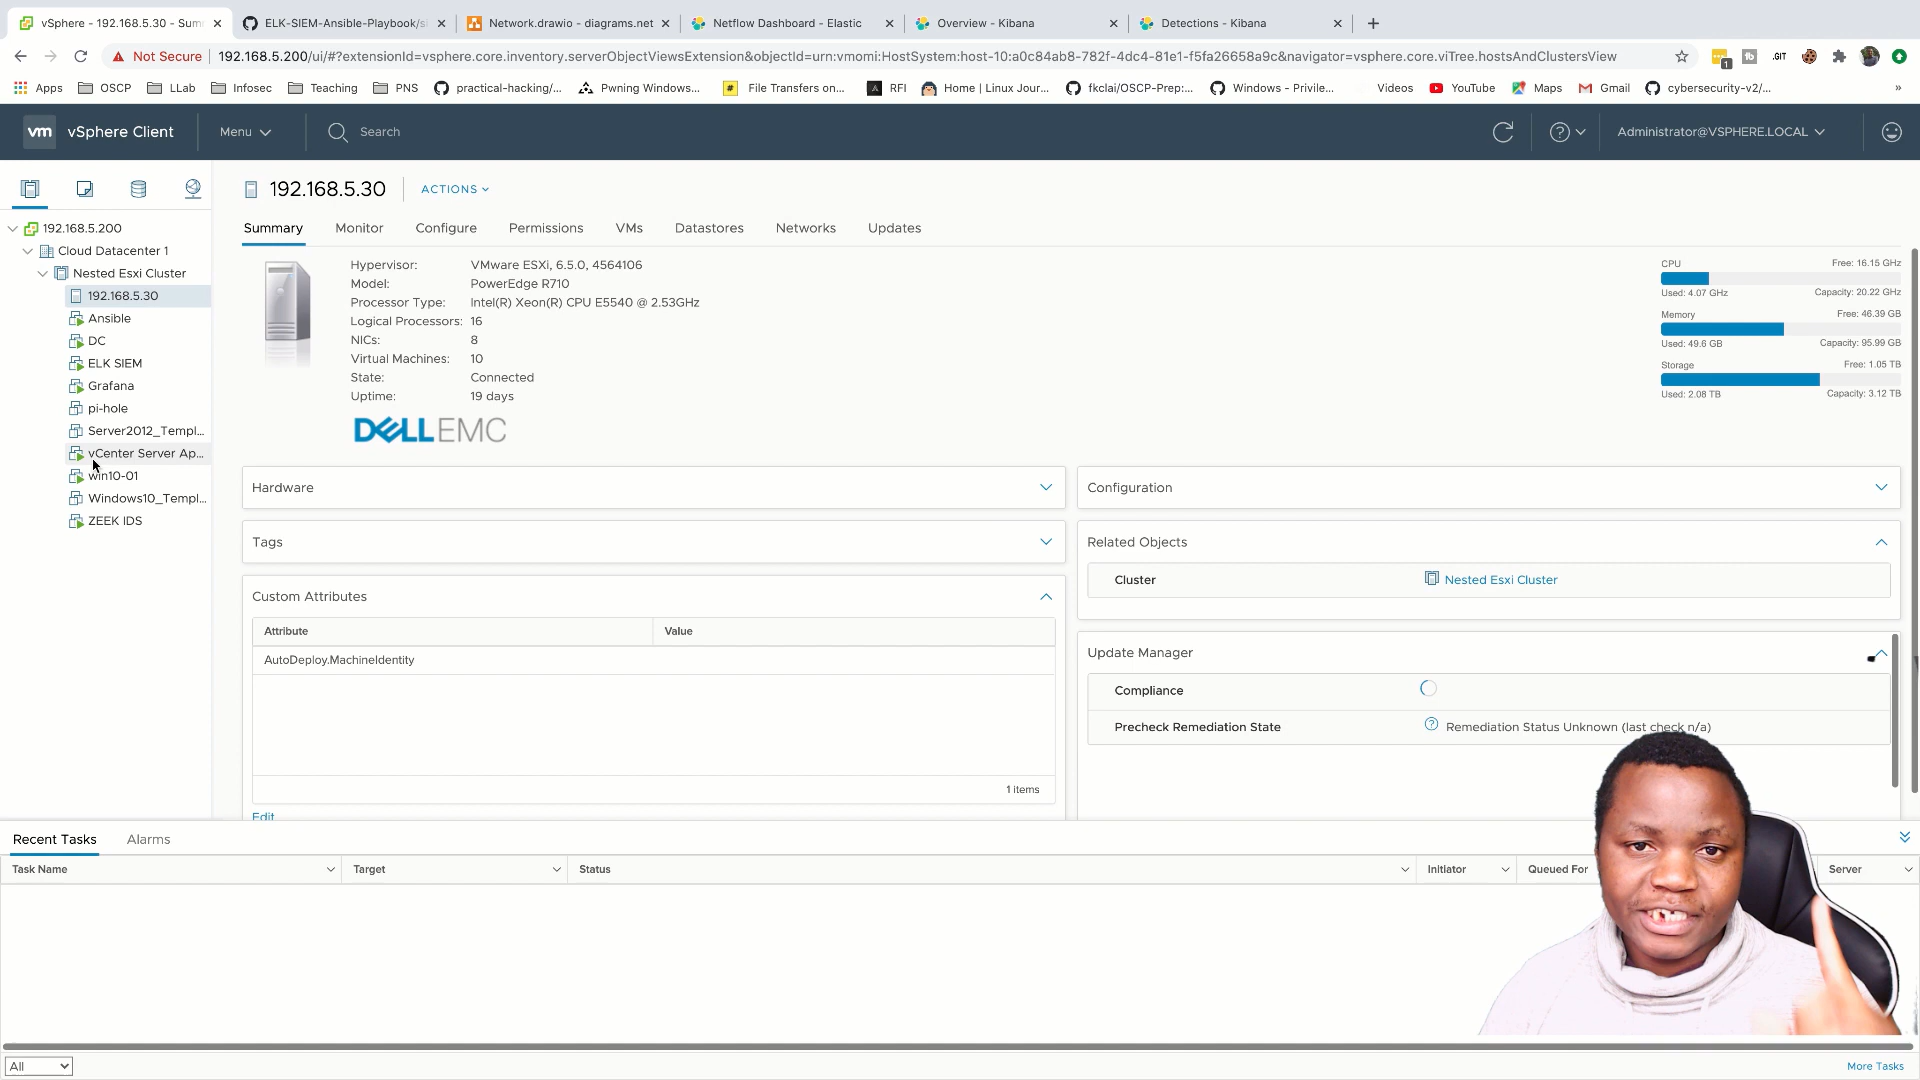 vSphere - 192.168.5.30 - Sum
ELK-SIEM-Ansible-Playbook/s
Network.drawio - diagrams.net
Netflow Dashboard - Elastic
Overview - Kibana
Detections - Kibana
Not Secure
192.168.5.200/ui/#?extensionId=vsphere.core.inventory.serverObjectViewsExtension&objectId=urn:vmomi:HostSystem:host-10:a0c84ab8-782f-4dc4-81e1-f5fa26658a9c&navigator=vsphere.core.viTree.hostsAndClustersView
1
.GIT
Apps
OSCP
LLab
Infosec
Teaching
PNS
practical-hacking/...
Pwning Windows...
File Transfers on...
RFI
Home | Linux Jour...
fkclai/OSCP-Prep:...
Windows - Privile...
Videos
YouTube
Maps
Gmail
cybersecurity-v2/...
vm
vSphere Client
Menu
Search
Administrator@VSPHERE.LOCAL
192.168.5.200
Cloud Datacenter 1
Nested Esxi Cluster
192.168.5.30
Ansible
DC
ELK SIEM
Grafana
pi-hole
Server2012_Templ...
vCenter Server Ap...
win10-01
Windows10_Templ...
ZEEK IDS
192.168.5.30
ACTIONS
Summary
Monitor
Configure
Permissions
VMs
Datastores
Networks
Updates
Hypervisor: VMware ESXi, 6.5.0, 4564106
Model: PowerEdge R710
Processor Type: Intel(R) Xeon(R) CPU E5540 @ 2.53GHz
Logical Processors: 16
NICs: 8
Virtual Machines: 10
State: Connected
Uptime: 19 days
DELL EMC
CPU Free: 16.15 GHz
Used: 4.07 GHz Capacity: 20.22 GHz
Memory Free: 46.39 GB
Used: 49.6 GB Capacity: 95.99 GB
Storage Free: 1.05 TB
Used: 2.08 TB Capacity: 3.12 TB
Hardware
Tags
Custom Attributes
Attribute Value
AutoDeploy.MachineIdentity
1 items
Edit
Configuration
Related Objects
Cluster Nested Esxi Cluster
Update Manager
Compliance
Precheck Remediation State Remediation Status Unknown (last check n/a)
Recent Tasks
Alarms
Task Name Target Status Initiator Queued For Server
All
More Tasks